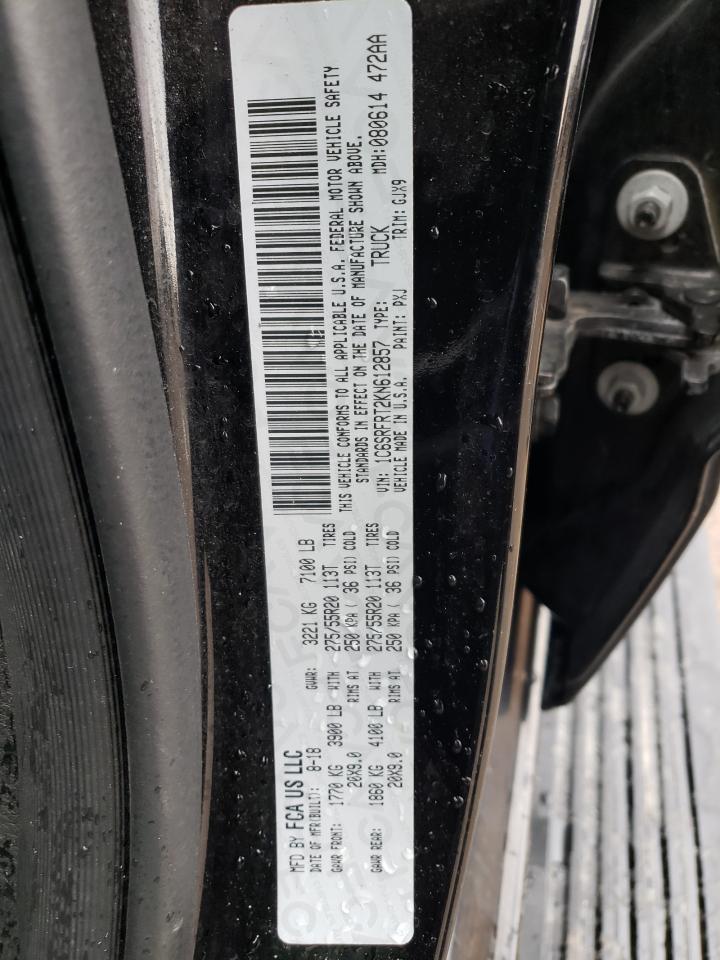 MFD BY FCA US LLC
DATE OF MFR(BUILT): 8-18 GVWR: 3221 KG 7100 LB
GAWR FRONT: 1770 KG 3900 LB WITH 275/55R20 113T TIRES
20X9.0 RIMS AT 250 KPA ( 36 PSI) COLD.
GAWR REAR: 1860 KG 4100 LB WITH 275/55R20 113T TIRES
20X9.0 RIMS AT 250 KPA ( 36 PSI) COLD
THIS VEHICLE CONFORMS TO ALL APPLICABLE U.S.A. FEDERAL MOTOR VEHICLE SAFETY
STANDARDS IN EFFECT ON THE DATE OF MANUFACTURE SHOWN ABOVE.
VIN: 1C6SRFRT2KN612857 TYPE: TRUCK MDH:080614 472AA
VEHICLE MADE IN U.S.A. PAINT: PXJ TRIM: GJX9